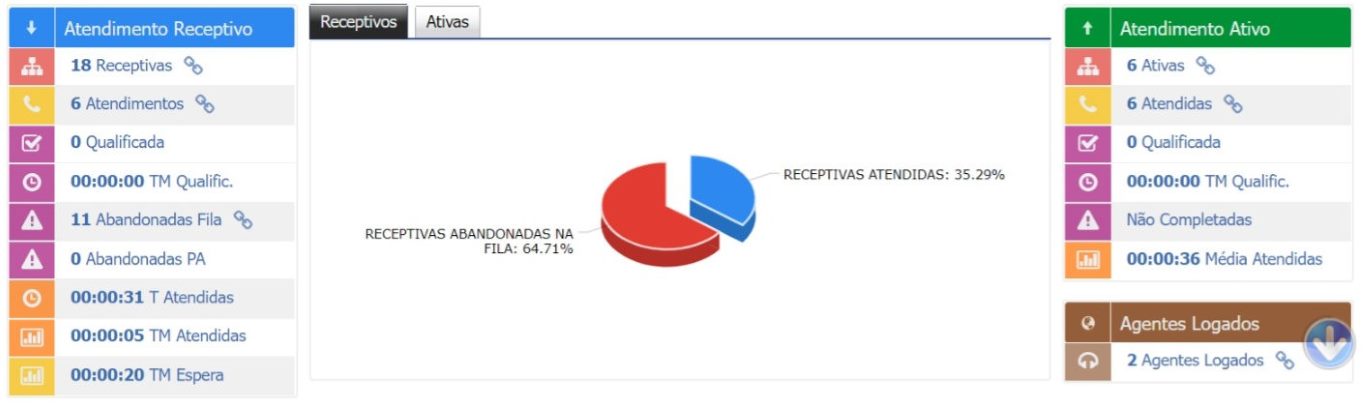 Atendimento Receptivo
18 Receptivas
6 Atendimentos
0 Qualificada
00:00:00 TM Qualific.
11 Abandonadas Fila
0 Abandonadas PA
00:00:31 T Atendidas
00:00:05 TM Atendidas
00:00:20 TM Espera
Receptivos Ativas
RECEPTIVAS ATENDIDAS: 35.29%
RECEPTIVAS ABANDONADAS NA
FILA: 64.71%
Atendimento Ativo
6 Ativas
6 Atendidas
0 Qualificada
00:00:00 TM Qualific.
Não Completadas
00:00:36 Média Atendidas
Agentes Logados
2 Agentes Logados